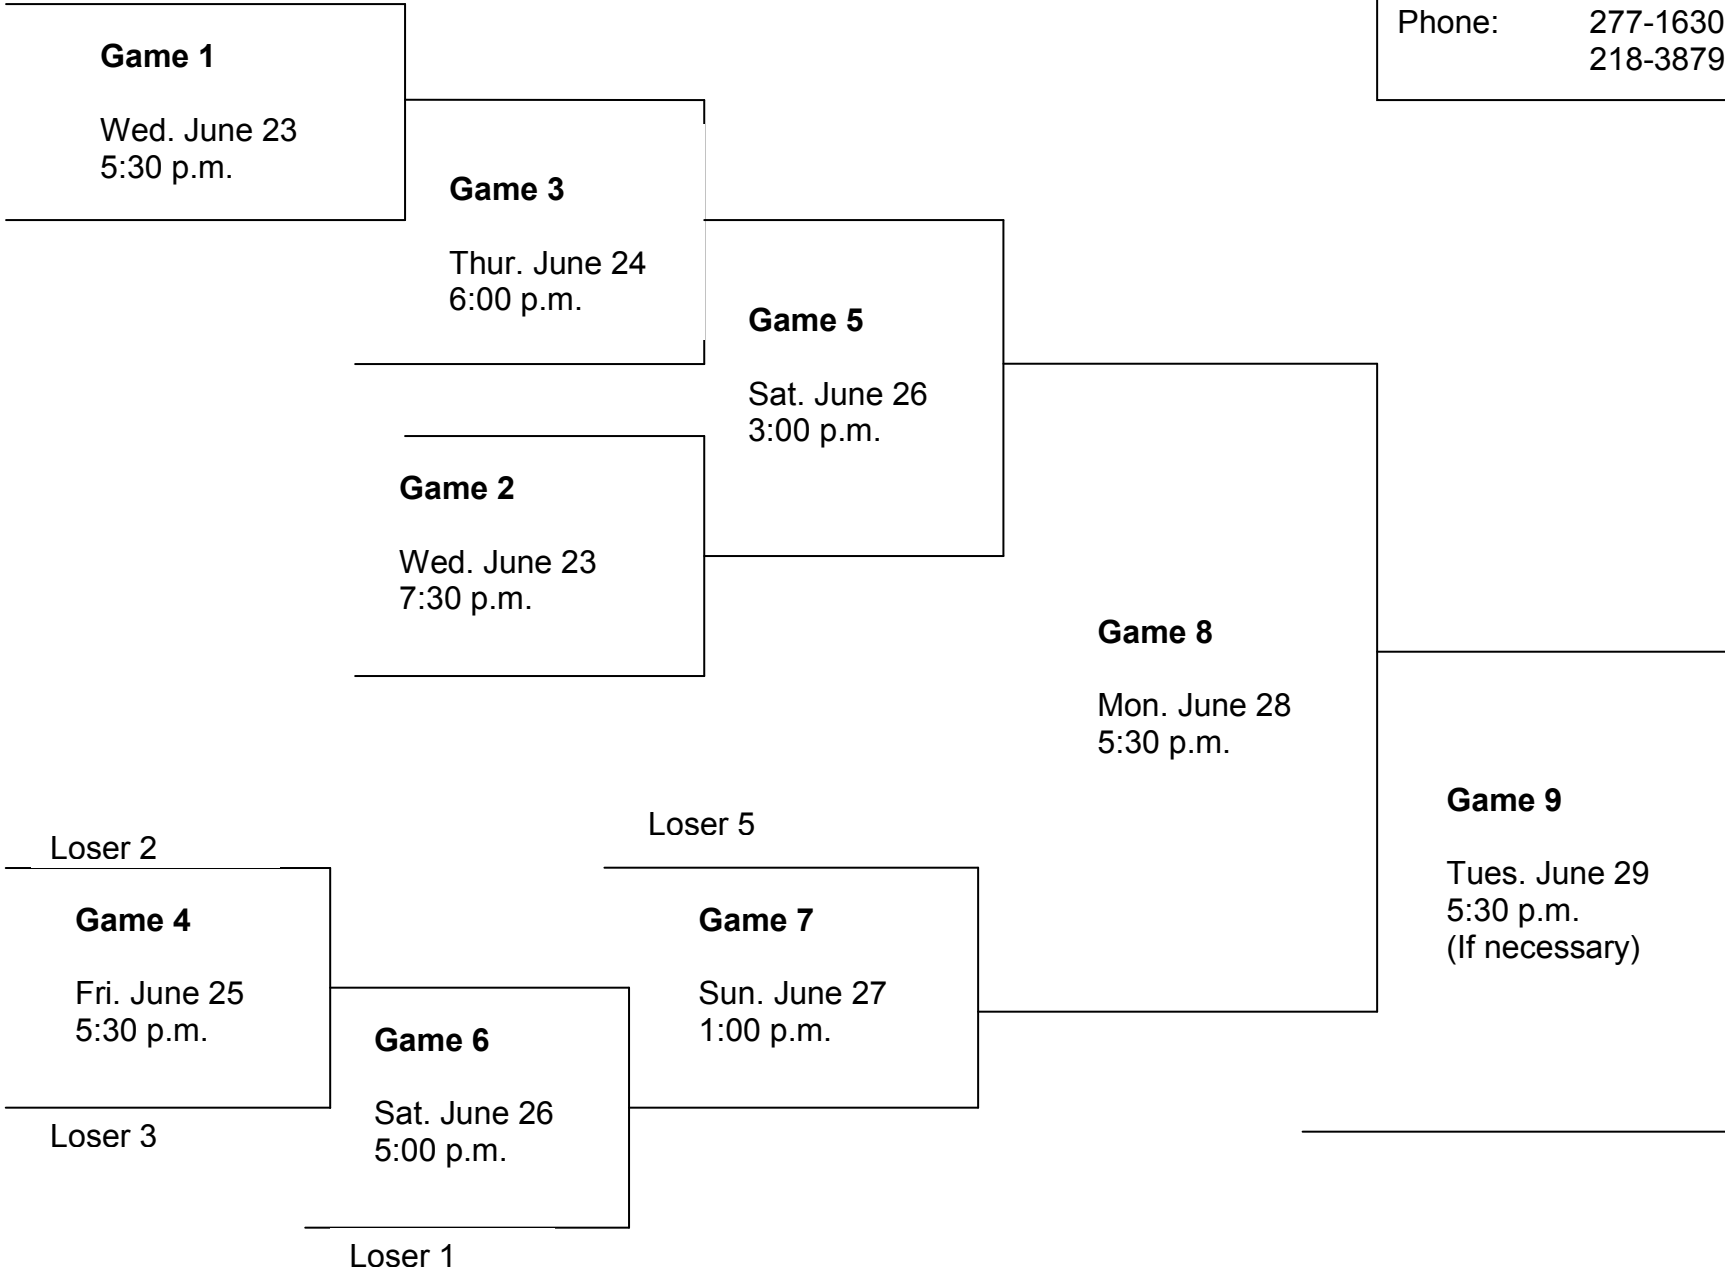 Phone: 277-1630
218-3879
Game 1
Wed. June 23
5:30 p.m.
Game 3
Thur. June 24
6:00 p.m.
Game 5
Sat. June 26
3:00 p.m.
Game 2
Wed. June 23
7:30 p.m.
Game 8
Mon. June 28
5:30 p.m.
Game 9
Tues. June 29
5:30 p.m.
(If necessary)
Loser 2
Game 4
Fri. June 25
5:30 p.m.
Loser 3
Game 6
Sat. June 26
5:00 p.m.
Loser 1
Loser 5
Game 7
Sun. June 27
1:00 p.m.